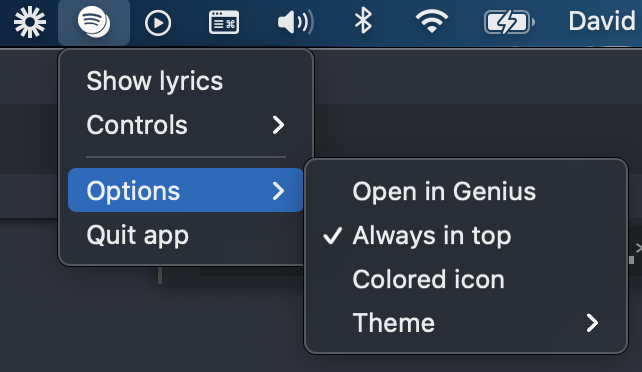 David
Show lyrics
Controls
Options
Quit app
Open in Genius
Always in top
Colored icon
Theme